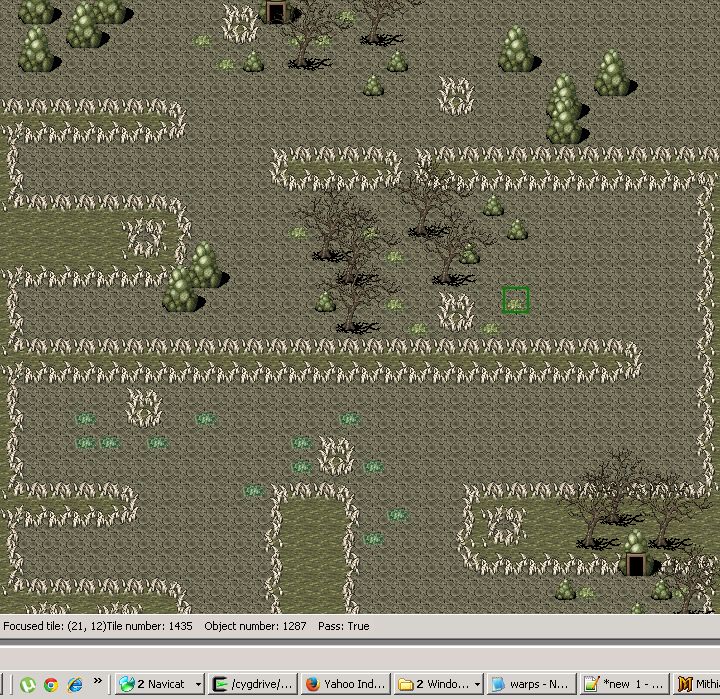 Focused tile: (21, 12)Tile number: 1435 Object number: 1287 Pass: True
» 2 Navicat /cygdrive/... Yahoo Ind... 2 Windo... warps - N... *new 1 - ... Mithia